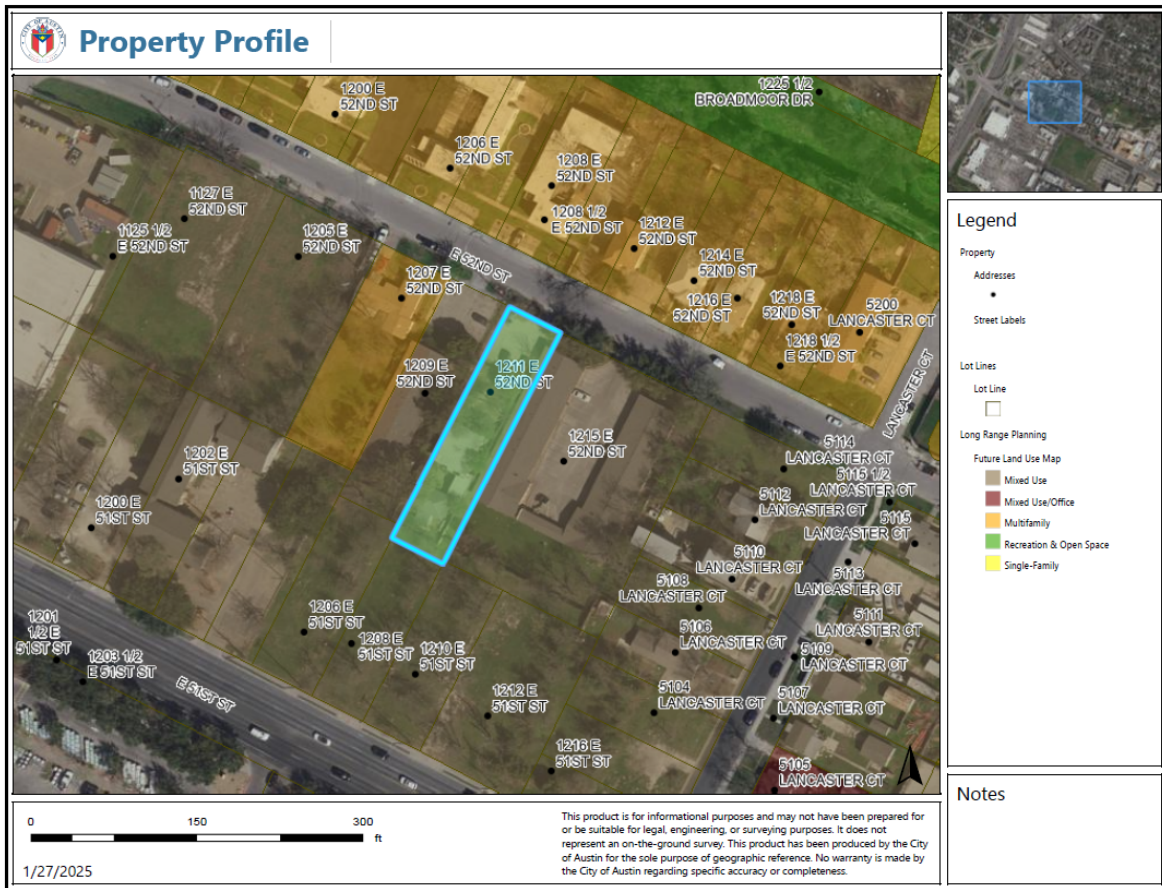 CITY OF AUSTIN
Property Profile
1225 1/2
BROADMOOR DR
1200 E
52ND ST
1206 E
52ND ST
1208 E
52ND ST
1208 1/2
E 52ND ST
1127 E
52ND ST
1125 1/2
E 52ND ST
1205 E
52ND ST
E 52ND ST
1212 E
52ND ST
1214 E
52ND ST
1216 E
52ND ST
1218 E
52ND ST
1218 1/2
E 52ND ST
5200
LANCASTER CT
LANCASTER CT
1207 E
52ND ST
1209 E
52ND ST
1211 E
52ND ST
1215 E
52ND ST
1202 E
51ST ST
1200 E
51ST ST
5114
LANCASTER CT
5115 1/2
LANCASTER CT
5112
LANCASTER CT
5115
LANCASTER CT
5110
LANCASTER CT
5113
LANCASTER CT
5108
LANCASTER CT
5111
LANCASTER CT
5106
LANCASTER CT
5109
LANCASTER CT
5104
LANCASTER CT
5107
LANCASTER CT
5105
LANCASTER CT
1206 E
51ST ST
1208 E
51ST ST
1210 E
51ST ST
1212 E
51ST ST
1216 E
51ST ST
1201
1/2 E
51ST ST
1203 1/2
E 51ST ST
E 51ST ST
Legend
Property
Addresses
Street Labels
Lot Lines
Lot Line
Long Range Planning
Future Land Use Map
Mixed Use
Mixed Use/Office
Multifamily
Recreation & Open Space
Single-Family
Notes
0 150 300
ft
1/27/2025
This product is for informational purposes and may not have been prepared for
or be suitable for legal, engineering, or surveying purposes. It does not
represent an on-the-ground survey. This product has been produced by the City
of Austin for the sole purpose of geographic reference. No warranty is made by
the City of Austin regarding specific accuracy or completeness.